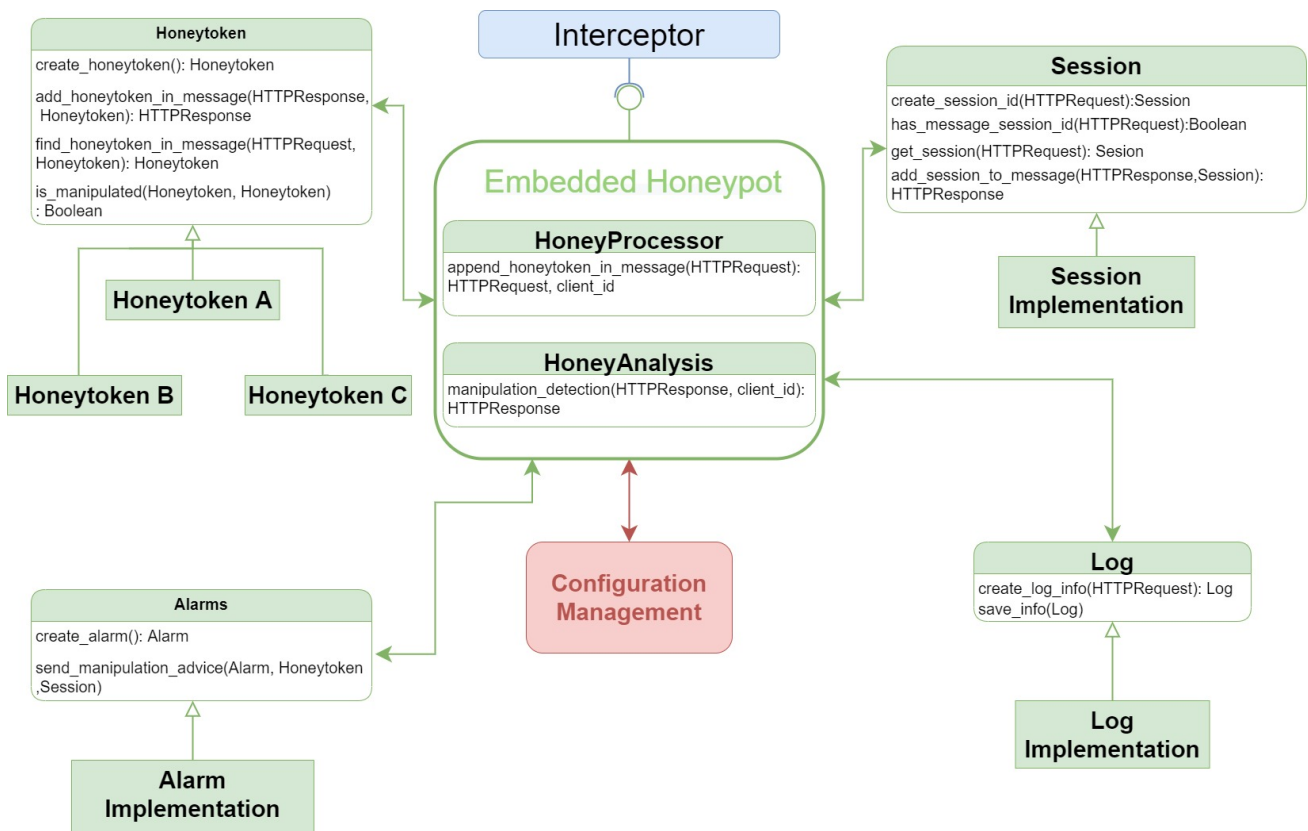 Honeytoken
create_honeytoken(): Honeytoken
add_honeytoken_in_message(HTTPResponse,
Honeytoken): HTTPResponse
find_honeytoken_in_message(HTTPRequest,
Honeytoken): Honeytoken
is_manipulated(Honeytoken, Honeytoken)
: Boolean
Honeytoken A
Honeytoken B
Honeytoken C
Interceptor
Embedded Honeypot
HoneyProcessor
append_honeytoken_in_message(HTTPRequest):
HTTPRequest, client_id
HoneyAnalysis
manipulation_detection(HTTPResponse, client_id):
HTTPResponse
Session
create_session_id(HTTPRequest):Session
has_message_session_id(HTTPRequest):Boolean
get_session(HTTPRequest): Sesion
add_session_to_message(HTTPResponse,Session):
HTTPResponse
Session
Implementation
Configuration
Management
Alarms
create_alarm(): Alarm
send_manipulation_advice(Alarm, Honeytoken
,Session)
Alarm
Implementation
Log
create_log_info(HTTPRequest): Log
save_info(Log)
Log
Implementation